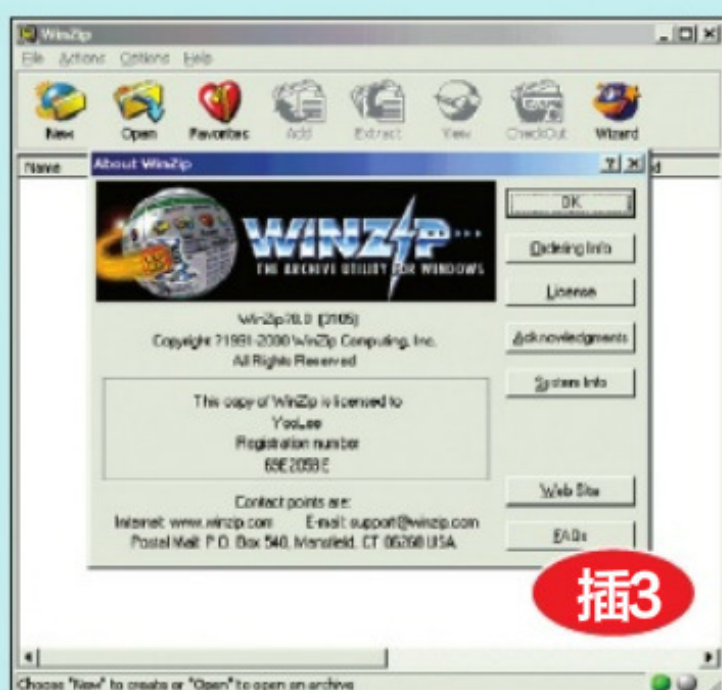 WinZip
File Actions Options Help
New Open Favorites Add Extract View CheckOut Wizard
Name
About WinZip
WINZIP
THE ARCHIVE UTILITY FOR WINDOWS
OK
Ordering Info
License
Acknowledgments
System Info
Web Site
FAQs
WinZip?8.0 (3105)
Copyright ?1991-2000 WinZip Computing, Inc.
All Rights Reserved
This copy of WinZip is licensed to
Registration number
Contact points are:
Internet: www.winzip.com E-mail: support@winzip.com
Postal Mail: P.O. Box 540, Mansfield, CT 06268 USA
插3
Choose "New" to create or "Open" to open an archive